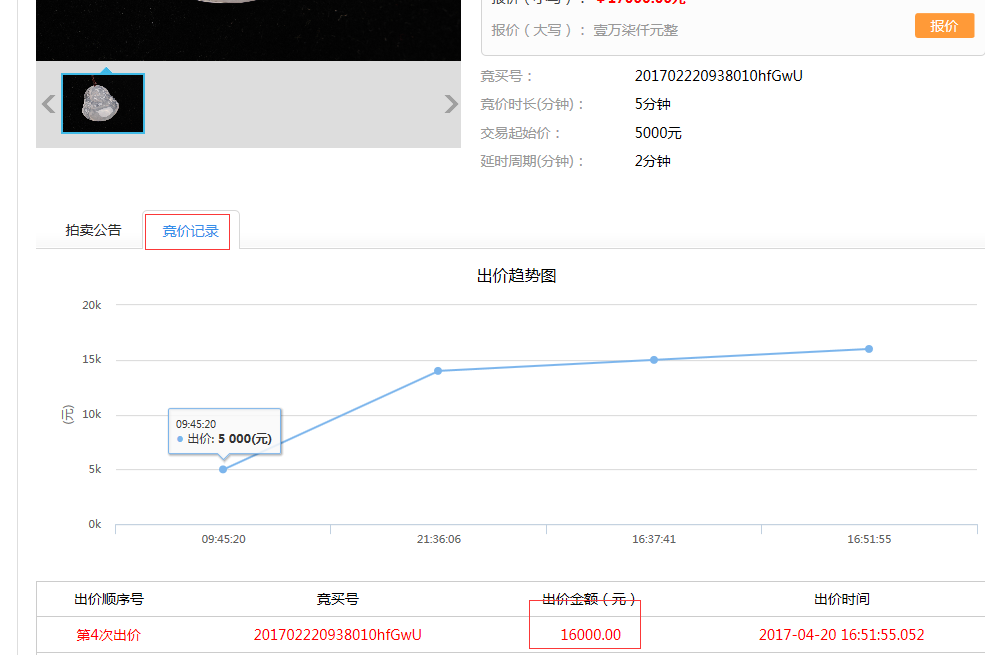 报价（大写）：壹万柒仟元整
报价
竞买号：201702220938010hfGwU
竞价时长(分钟)：5分钟
交易起始价：5000元
延时周期(分钟)：2分钟
拍卖公告 竞价记录
出价趋势图
20k
15k
(元) 10k
09:45:20
出价: 5 000(元)
5k
0k
09:45:20 21:36:06 16:37:41 16:51:55
出价顺序号 竞买号 出价金额（元） 出价时间
第4次出价 201702220938010hfGwU 16000.00 2017-04-20 16:51:55.052